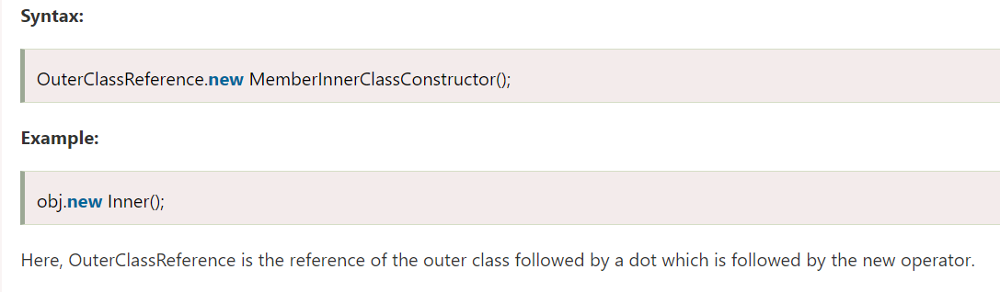 Syntax:
OuterClassReference.new MemberInnerClassConstructor();
Example:
obj.new Inner();
Here, OuterClassReference is the reference of the outer class followed by a dot which is followed by the new operator.